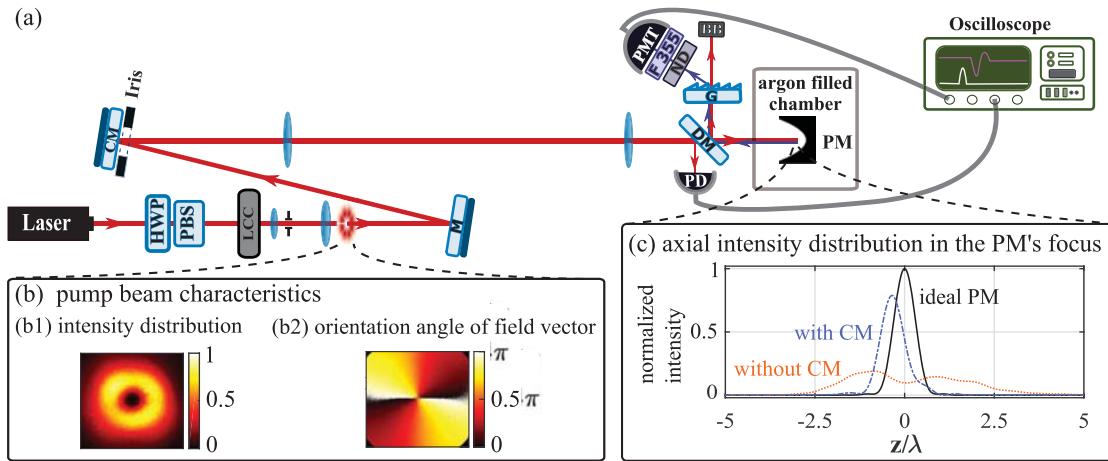 (a)
Oscilloscope
Iris
CM
PMT
F 355
ND
BB
G
DM
PD
argon filled
chamber
PM
Laser
HWP
PBS
LCC
M
(b) pump beam characteristics
(b1) intensity distribution
1
0.5
0
(b2) orientation angle of field vector
π
0.5π
0
(c) axial intensity distribution in the PM's focus
normalized
intensity
1
0.5
0
ideal PM
with CM
without CM
-5
-2.5
0
2.5
5
z/λ